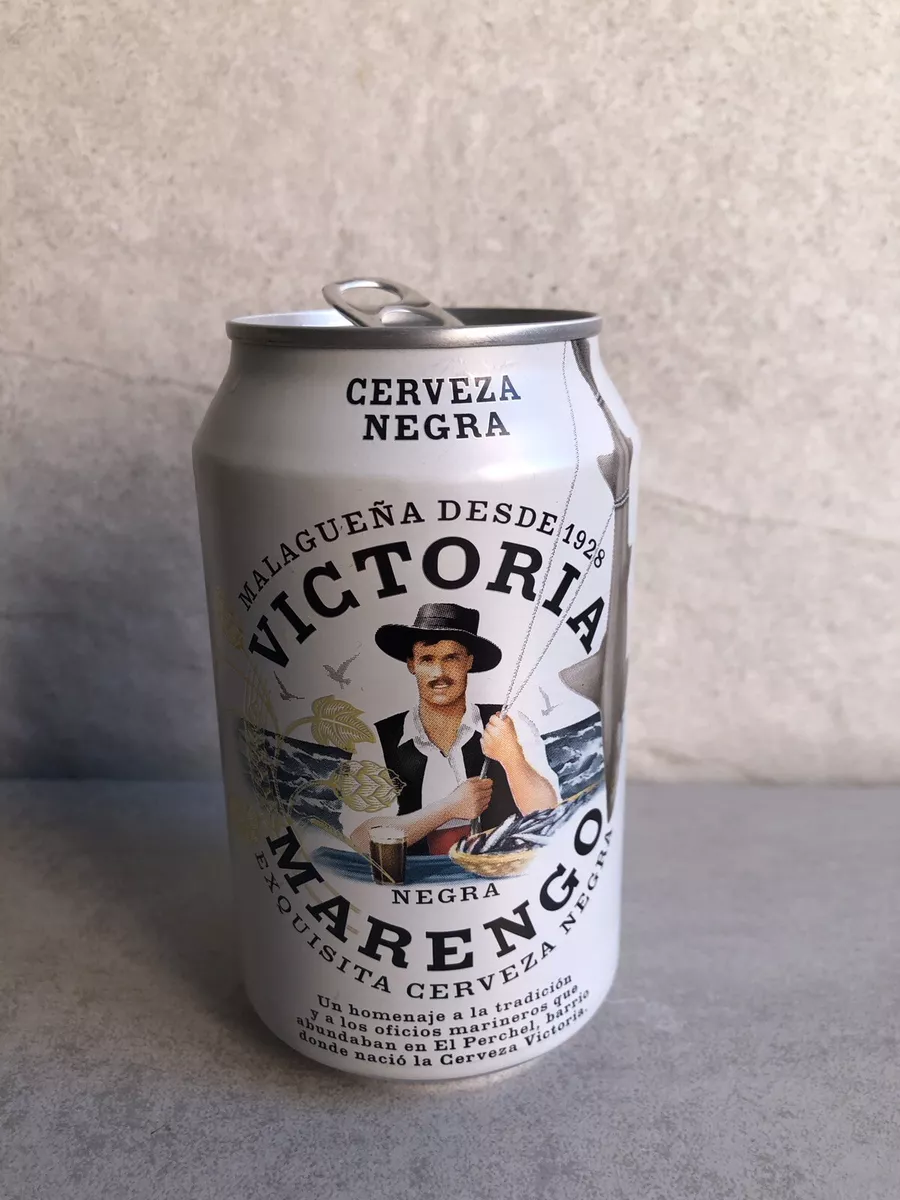 CERVEZA
NEGRA
MALAGUEÑA DESDE 1928
VICTORIA
NEGRA
MARENGO
EXQUISITA CERVEZA NEGRA
Un homenaje a la tradición
y a los oficios marineros que
abundaban en El Perchel, barrio
donde nació la Cerveza Victoria.